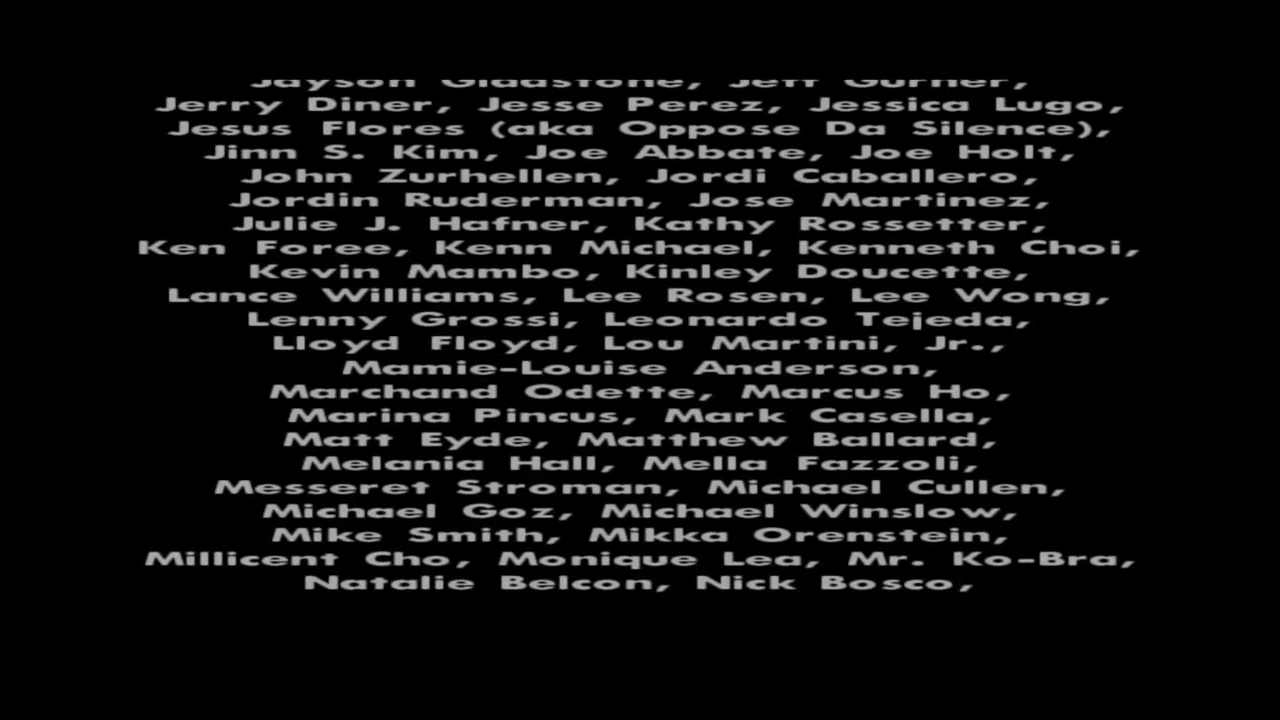 Jayson Gladstone, Jeff Gurner,
Jerry Diner, Jesse Perez, Jessica Lugo,
Jesus Flores (aka Oppose Da Silence),
Jinn S. Kim, Joe Abbate, Joe Holt,
John Zurhellen, Jordi Caballero,
Jordin Ruderman, Jose Martinez,
Julie J. Hafner, Kathy Rossetter,
Ken Foree, Kenn Michael, Kenneth Choi,
Kevin Mambo, Kinley Doucette,
Lance Williams, Lee Rosen, Lee Wong,
Lenny Grossi, Leonardo Tejeda,
Lloyd Floyd, Lou Martini, Jr.,
Mamie-Louise Anderson,
Marchand Odette, Marcus Ho,
Marina Pincus, Mark Casella,
Matt Eyde, Matthew Ballard,
Melania Hall, Mella Fazzoli,
Messeret Stroman, Michael Cullen,
Michael Goz, Michael Winslow,
Mike Smith, Mikka Orenstein,
Millicent Cho, Monique Lea, Mr. Ko-Bra,
Natalie Belcon, Nick Bosco,